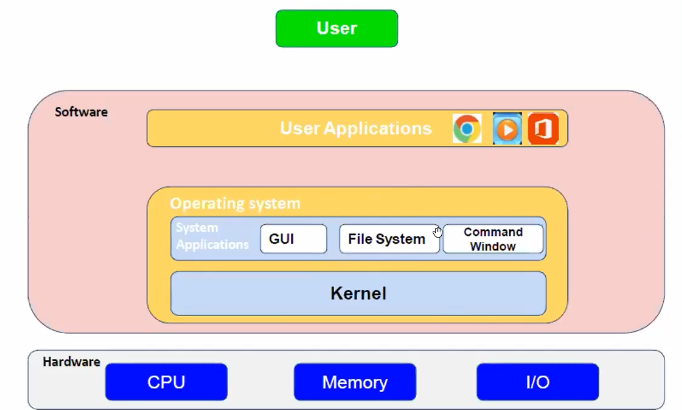 User
Software
User Applications
Operating system
System
Applications
GUI
File System
Command
Window
Kernel
Hardware
CPU
Memory
I/O